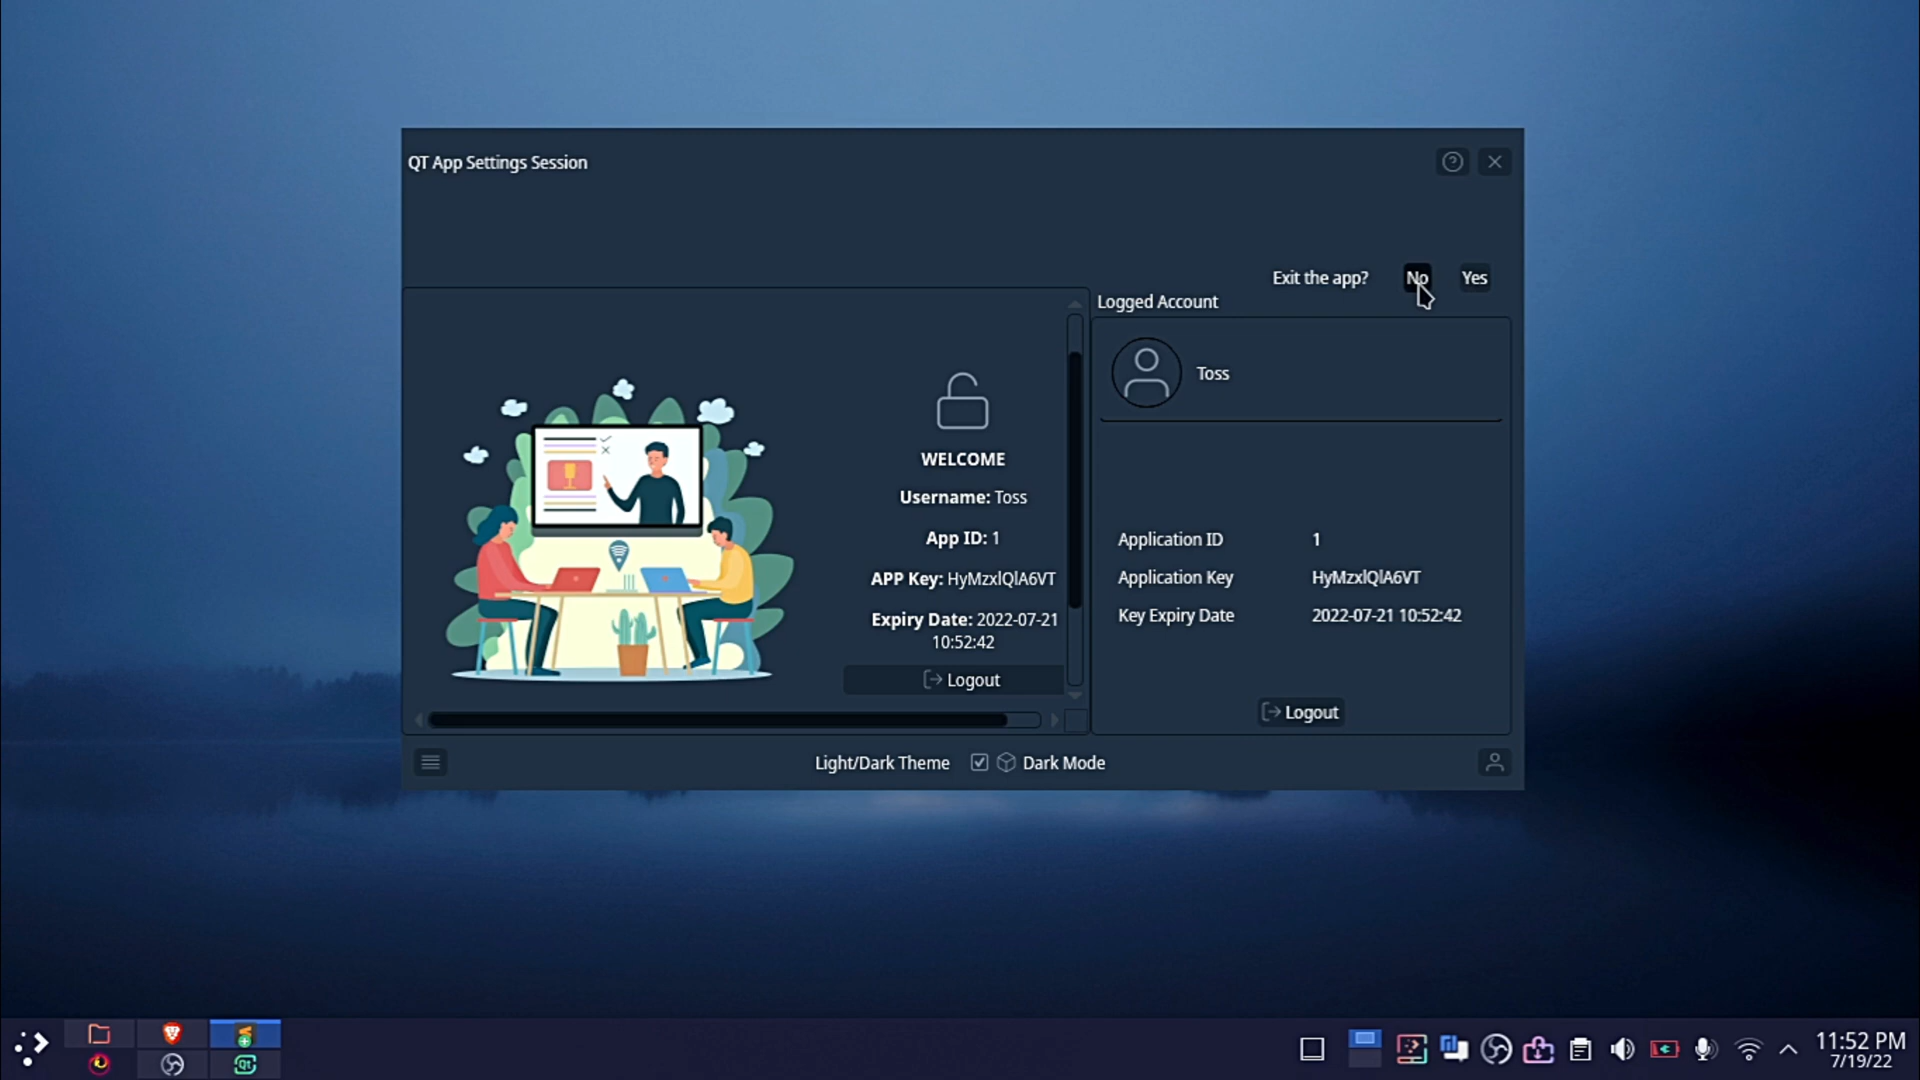 QT App Settings Session
Exit the app? No Yes
Logged Account
Toss
WELCOME
Username: Toss
App ID: 1
APP Key: HyMzxlQlA6VT
Expiry Date: 2022-07-21
10:52:42
Logout
Application ID 1
Application Key HyMzxlQlA6VT
Key Expiry Date 2022-07-21 10:52:42
Logout
Light/Dark Theme Dark Mode
Qt
11:52 PM
7/19/22